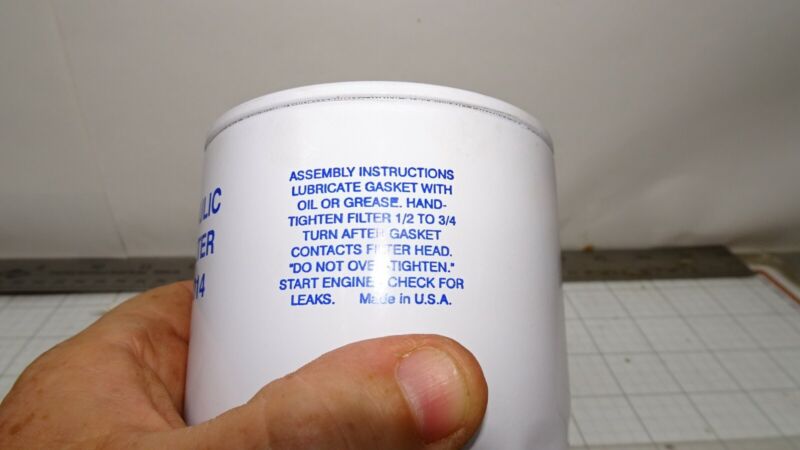 ASSEMBLY INSTRUCTIONS
LUBRICATE GASKET WITH
OIL OR GREASE. HAND-
TIGHTEN FILTER 1/2 TO 3/4
TURN AFTER GASKET
CONTACTS FILTER HEAD.
"DO NOT OVER-TIGHTEN."
START ENGINE, CHECK FOR
LEAKS. Made in U.S.A.